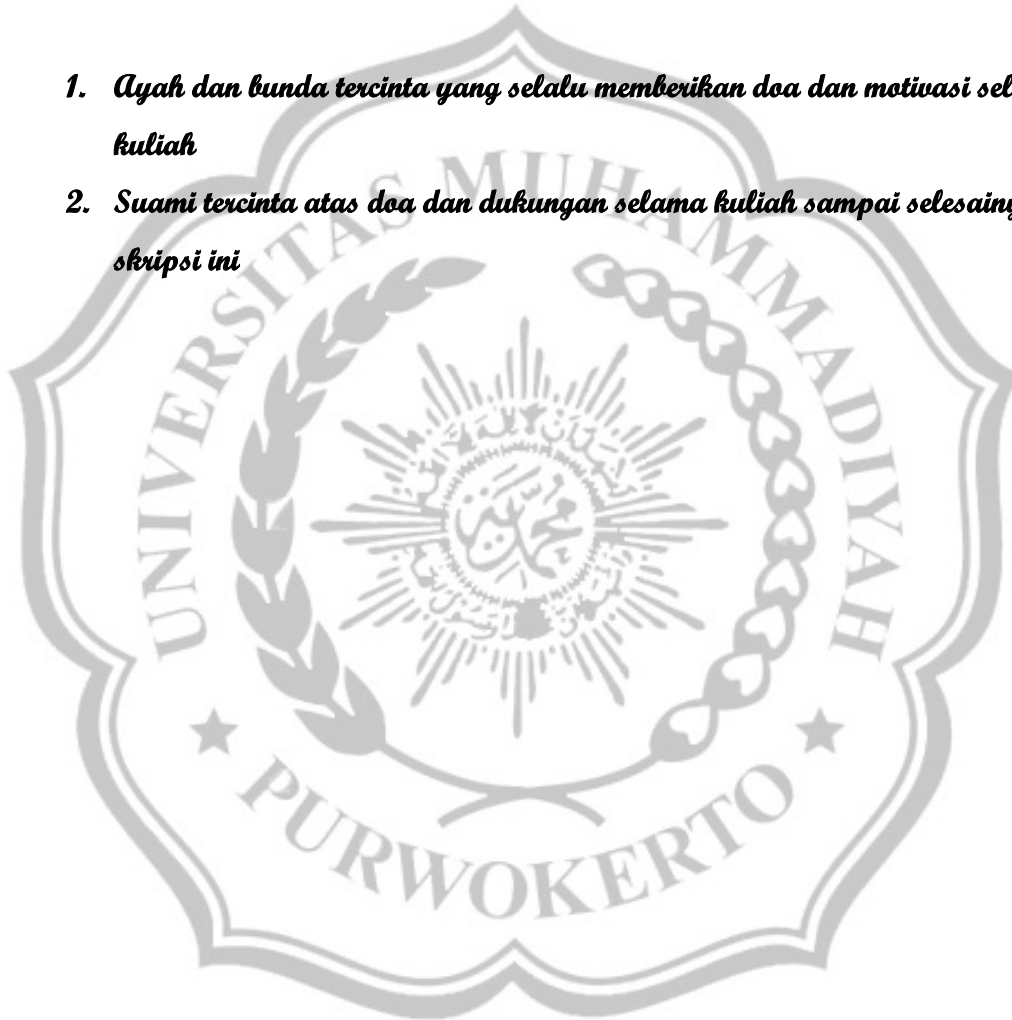 1. Ayah dan bunda tercinta yang selalu memberikan doa dan motivasi sel
kuliah
2. Suami tercinta atas doa dan dukungan selama kuliah sampai selesainy
skripsi ini
UNIVERSITAS MUHAMMADIYAH
PURWOKERTO